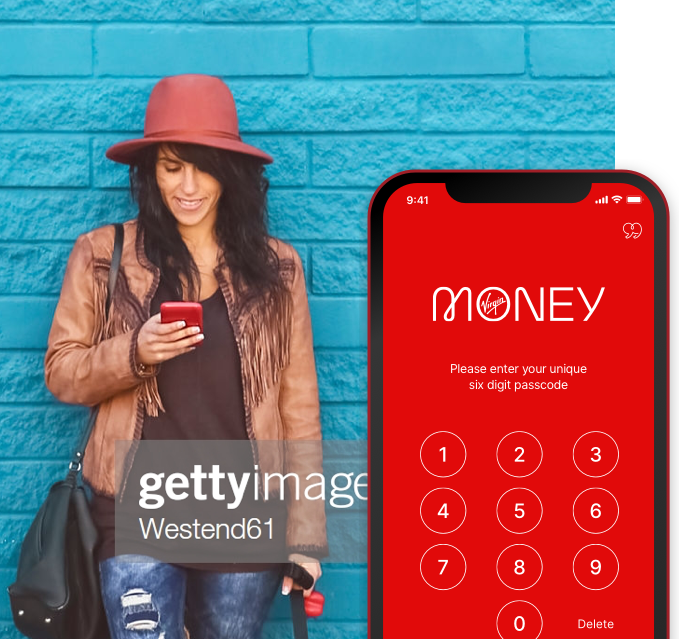 gettyimage
Westend61
9:41
Virgin
MONEY
Please enter your unique
six digit passcode
1 2 3
4 5 6
7 8 9
0 Delete